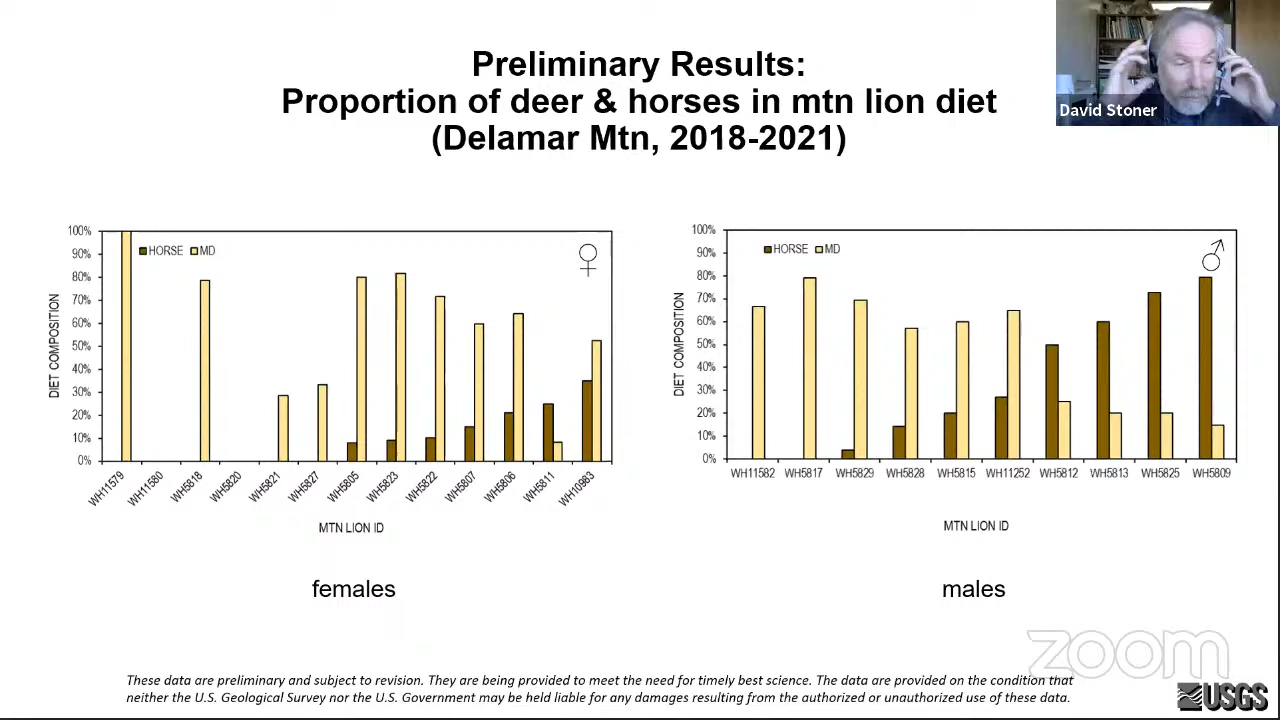 Preliminary Results:
Proportion of deer & horses in mtn lion diet
(Delamar Mtn, 2018-2021)
David Stoner
100%
90%
80%
70%
60%
50%
40%
30%
20%
10%
0%
DIET COMPOSITION
HORSE MD
♀
WH11579 WH11580 WH5818 WH5820 WH5821 WH5827 WH5805 WH5823 WH5822 WH5807 WH5806 WH5811 WH10983
MTN LION ID
females
100%
90%
80%
70%
60%
50%
40%
30%
20%
10%
0%
DIET COMPOSITION
HORSE MD
♂
WH11582 WH5817 WH5829 WH5828 WH5815 WH11252 WH5812 WH5813 WH5825 WH5809
MTN LION ID
males
zoom
These data are preliminary and subject to revision. They are being provided to meet the need for timely best science. The data are provided on the condition that
neither the U.S. Geological Survey nor the U.S. Government may be held liable for any damages resulting from the authorized or unauthorized use of these data.
USGS